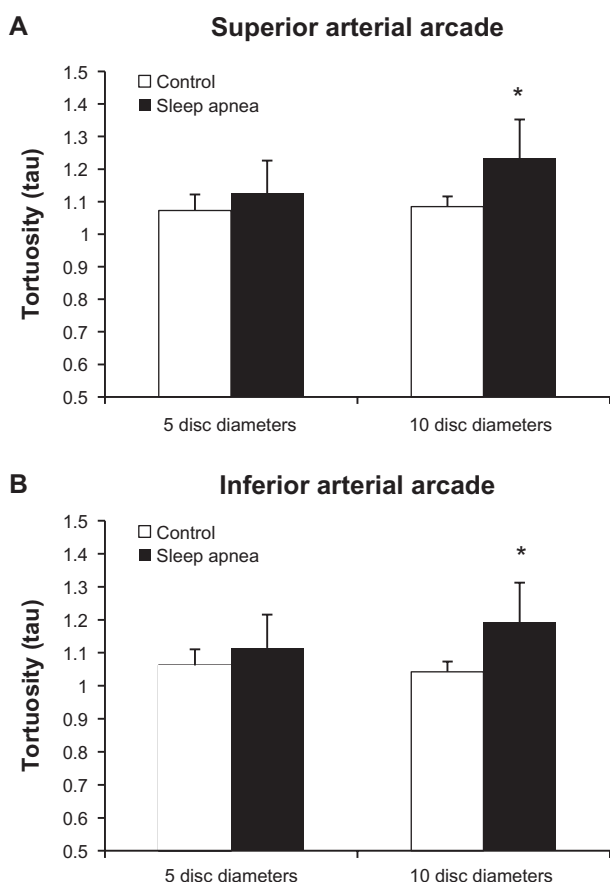 A
Superior arterial arcade
1.5
1.4
1.3
1.2
1.1
1
0.9
0.8
0.7
0.6
0.5
Tortuosity (tau)
Control
Sleep apnea
*
5 disc diameters
10 disc diameters
B
Inferior arterial arcade
1.5
1.4
1.3
1.2
1.1
1
0.9
0.8
0.7
0.6
0.5
Tortuosity (tau)
Control
Sleep apnea
*
5 disc diameters
10 disc diameters